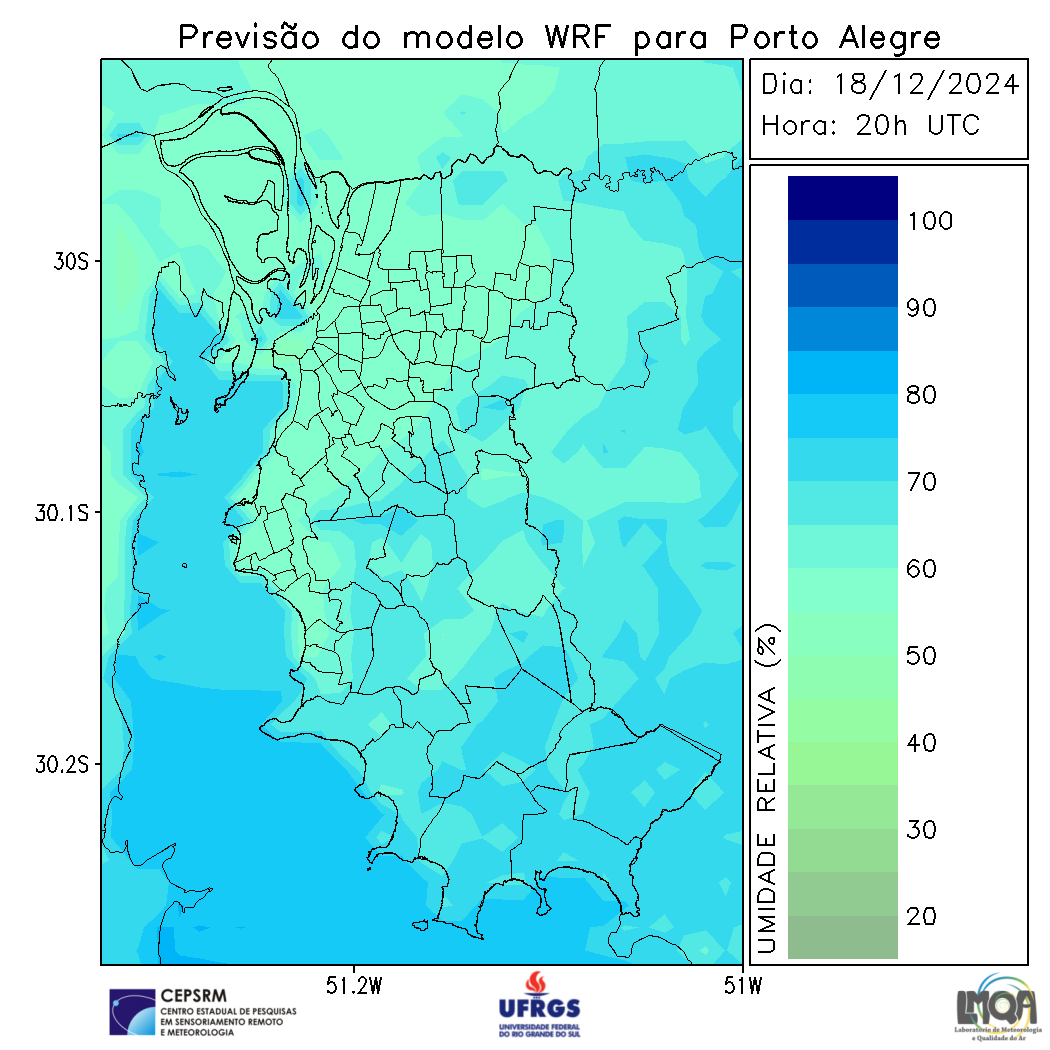 Previsão do modelo WRF para Porto Alegre
Dia: 18/12/2024
Hora: 20h UTC
100
90
80
70
60
50
40
30
20
UMIDADE RELATIVA (%)
30S
30.1S
30.2S
51.2W
51W
CEPSRM
CENTRO ESTADUAL DE PESQUISAS
EM SENSORIAMENTO REMOTO
E METEOROLOGIA
UFRGS
UNIVERSIDADE FEDERAL
DO RIO GRANDE DO SUL
LMQA
Laboratório de Meteorologia
e Qualidade do Ar